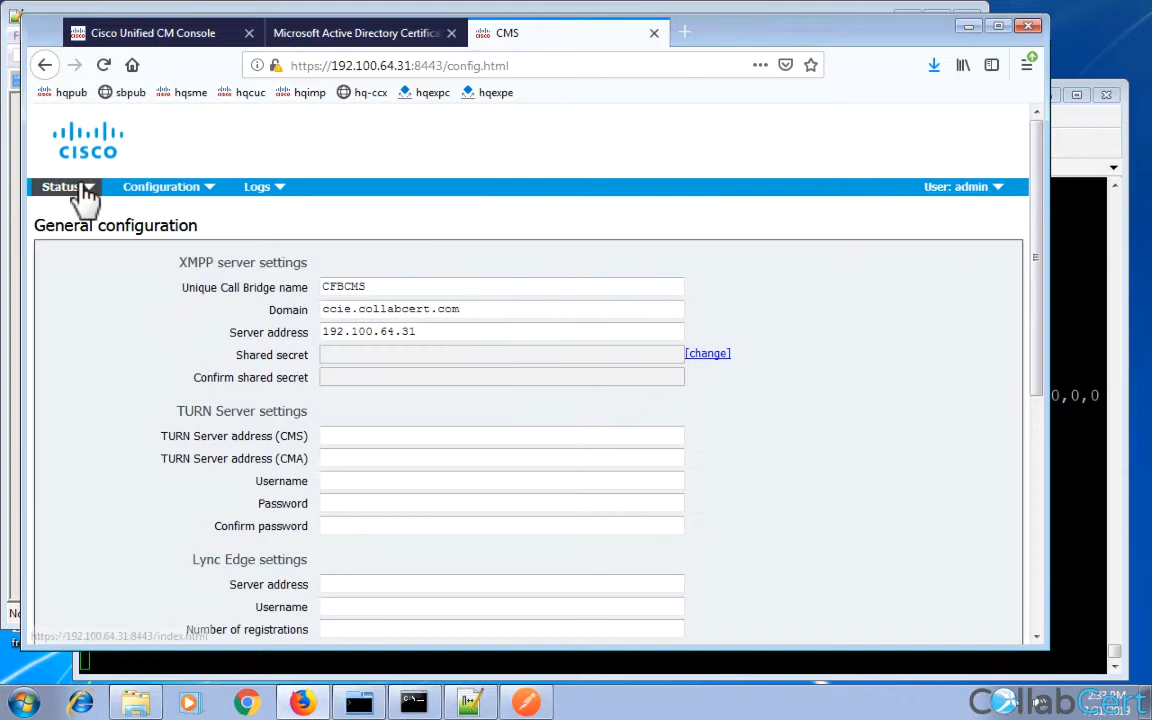 Cisco Unified CM Console
Microsoft Active Directory Certifica
CMS
https://192.100.64.31:8443/config.html
hqpub sbpub hqsme hqcuc hqimp hq-ccx hqexpc hqexpe
CISCO
Status Configuration Logs User: admin
General configuration
XMPP server settings
Unique Call Bridge name CFBCMS
Domain ccie.collabcert.com
Server address 192.100.64.31
Shared secret [change]
Confirm shared secret
TURN Server settings
TURN Server address (CMS)
TURN Server address (CMA)
Username
Password
Confirm password
Lync Edge settings
Server address
Username
Number of registrations
https://192.100.64.31:8443/index.html
0,0,0
CollabCert